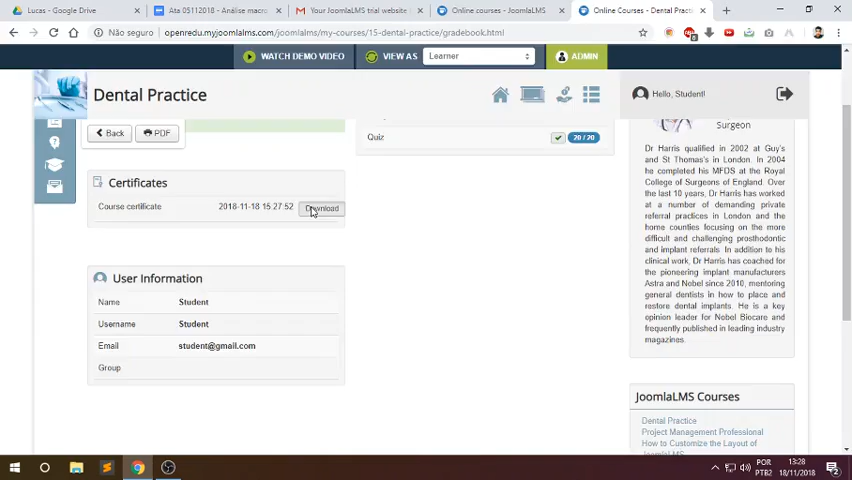 Lucas - Google Drive
Ata 05112018 - Análise macro
Your JoomlaLMS trial website
Online courses - JoomlaLMS
Online Courses - Dental Practi
Não seguro
openredu.myjoomlalms.com/joomlalms/my-courses/15-dental-practice/gradebook.html
WATCH DEMO VIDEO
VIEW AS
Learner
ADMIN
Dental Practice
Hello, Student!
Back
PDF
Quiz
20 / 20
Surgeon
Certificates
Course certificate
2018-11-18 15:27:52
Download
User Information
Name
Student
Username
Student
Email
student@gmail.com
Group
Dr Harris qualified in 2002 at Guy's
and St Thomas's in London. In 2004
he completed his MFDS at the Royal
College of Surgeons of England. Over
the last 10 years, Dr Harris has worked
at a number of demanding private
referral practices in London and the
home counties focusing on the more
difficult and challenging prosthodontic
and implant referrals. In addition to his
clinical work, Dr Harris has coached for
the pioneering implant manufacturers
Astra and Nobel since 2010, mentoring
general dentists in how to place and
restore dental implants. He is a key
opinion leader for Nobel Biocare and
frequently published in leading industry
magazines.
JoomlaLMS Courses
Dental Practice
Project Management Professional
How to Customize the Layout of
JoomlaLMS
POR
PTB2
13:28
18/11/2018